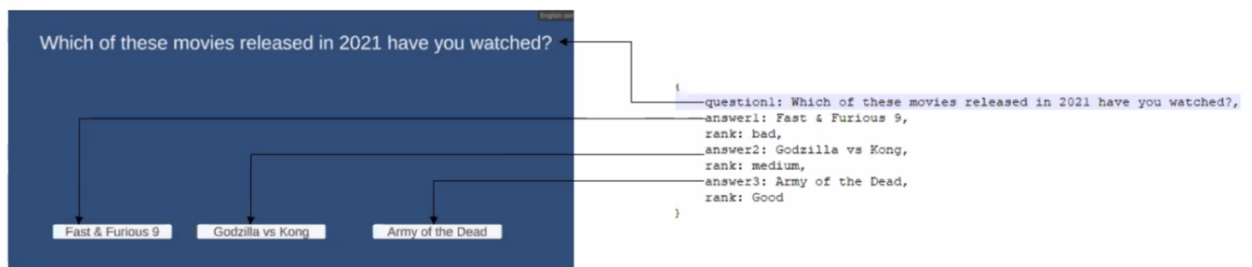 English (en
Which of these movies released in 2021 have you watched?
Fast & Furious 9
Godzilla vs Kong
Army of the Dead
{
question1: Which of these movies released in 2021 have you watched?,
answer1: Fast & Furious 9,
rank: bad,
answer2: Godzilla vs Kong,
rank: medium,
answer3: Army of the Dead,
rank: Good
}